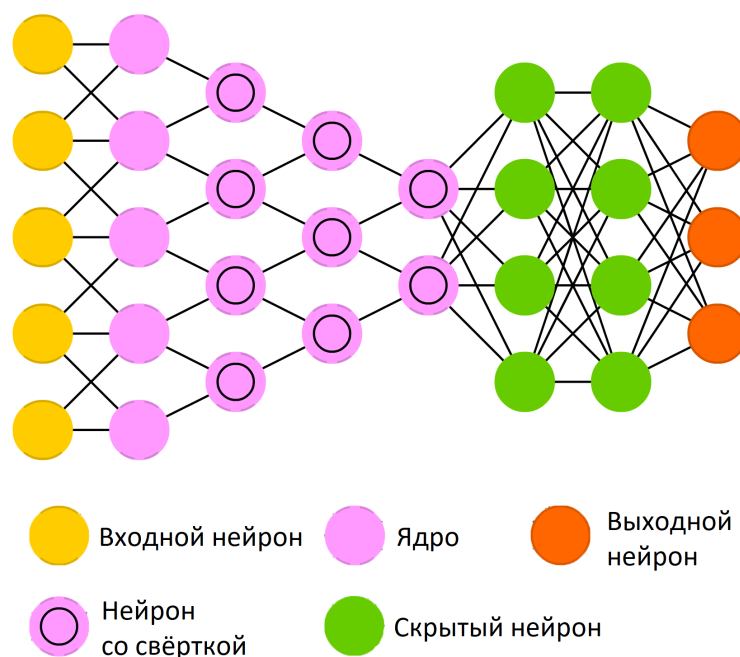 Входной нейрон
Ядро
Выходной
нейрон
Нейрон
со свёрткой
Скрытый нейрон